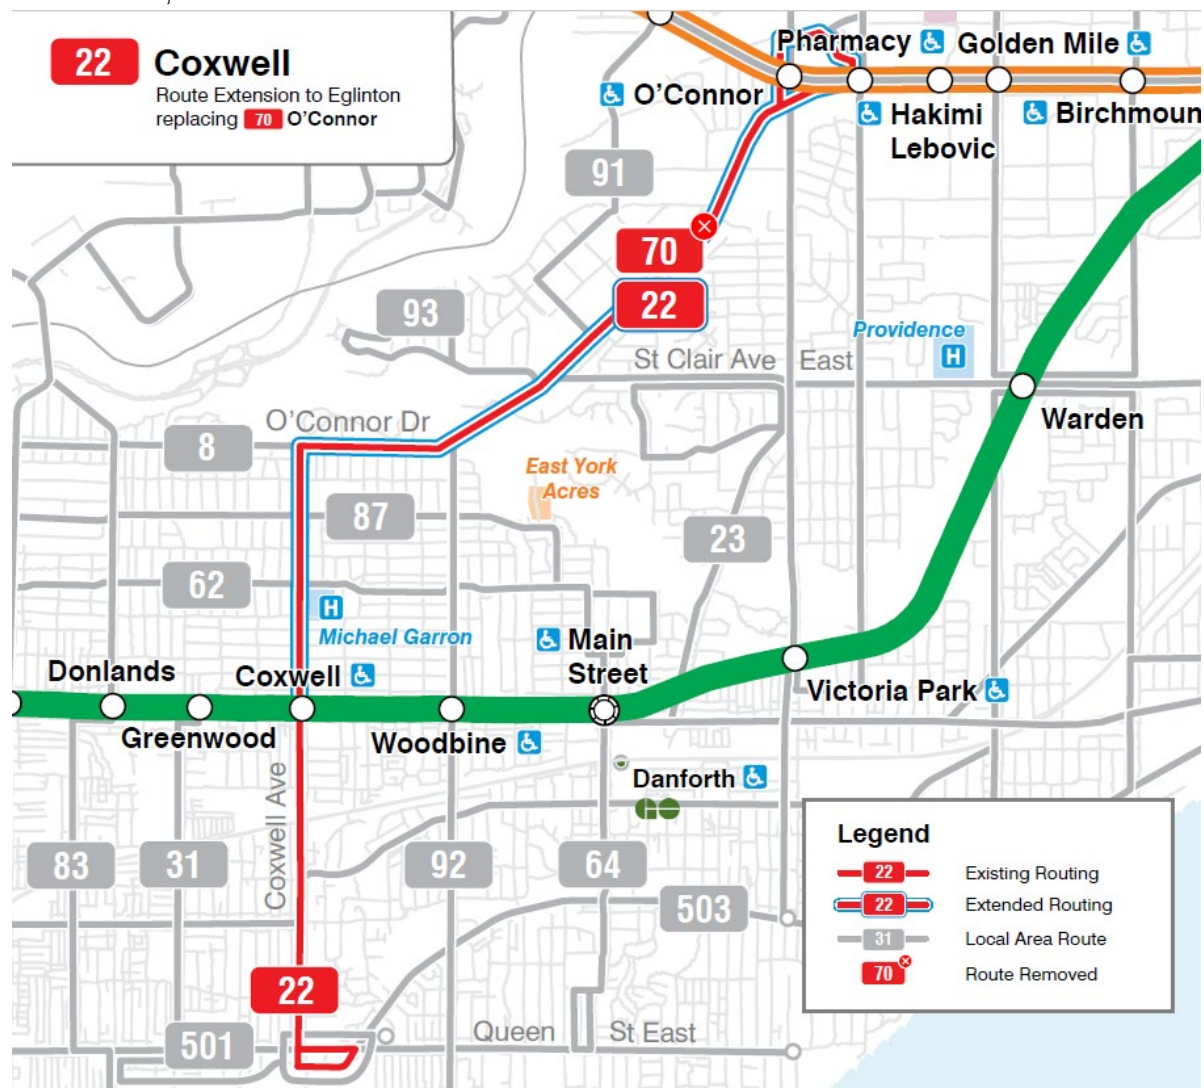 22
Coxwell
Route Extension to Eglinton
replacing 70 O'Connor
Pharmacy
Golden Mile
O'Connor
Hakimi
Lebovic
Birchmoun
91
70
22
93
Providence
H
St Clair Ave East
Warden
O'Connor Dr
8
East York
Acres
87
23
62
H
Michael Garron
Main
Street
Donlands
Coxwell
Victoria Park
Greenwood
Woodbine
Danforth
Coxwell Ave
83
31
92
64
503
22
Queen St East
501
Legend
22 Existing Routing
22 Extended Routing
31 Local Area Route
70 Route Removed